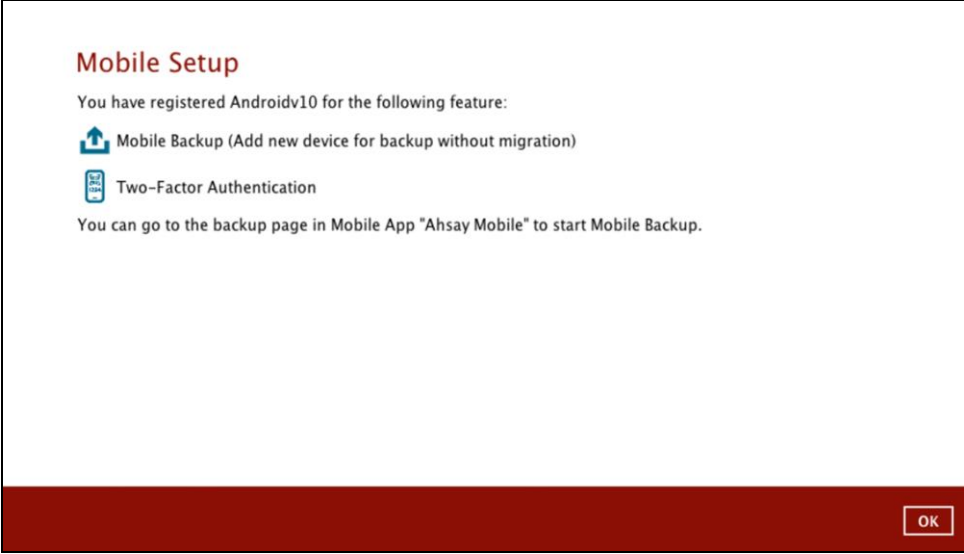 Mobile Setup
You have registered Androidv10 for the following feature:
Mobile Backup (Add new device for backup without migration)
Two-Factor Authentication
You can go to the backup page in Mobile App "Ahsay Mobile" to start Mobile Backup.
OK